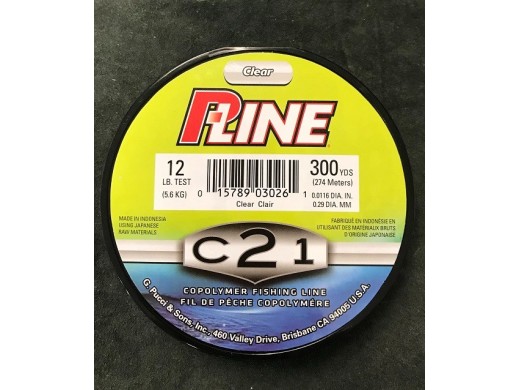 Clear
P-LINE
12
LB. TEST
(5.6 KG)
0 15789 03026 1
Clear Clair
300 YDS
(274 Meters)
0.0116 DIA. IN.
0.29 DIA. MM
MADE IN INDONESIA
USING JAPANESE
RAW MATERIALS
FABRIQUÉ EN INDONÉSIE EN
UTILISANT DES MATÉRIAUX BRUTS
D'ORIGINE JAPONAISE
C21
COPOLYMER FISHING LINE
FIL DE PÊCHE COPOLYMÈRE
G. Pucci & Sons, Inc., 460 Valley Drive, Brisbane CA 94005 U.S.A.